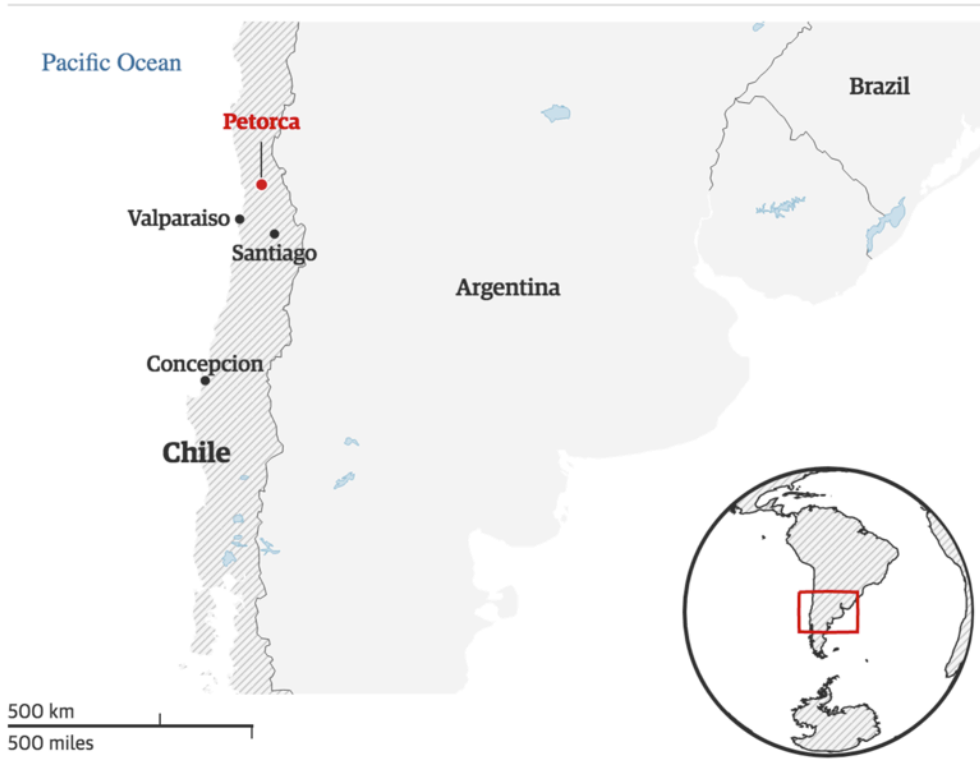 Pacific Ocean
Brazil
Petorca
Valparaiso
Santiago
Argentina
Concepcion
Chile
500 km
500 miles